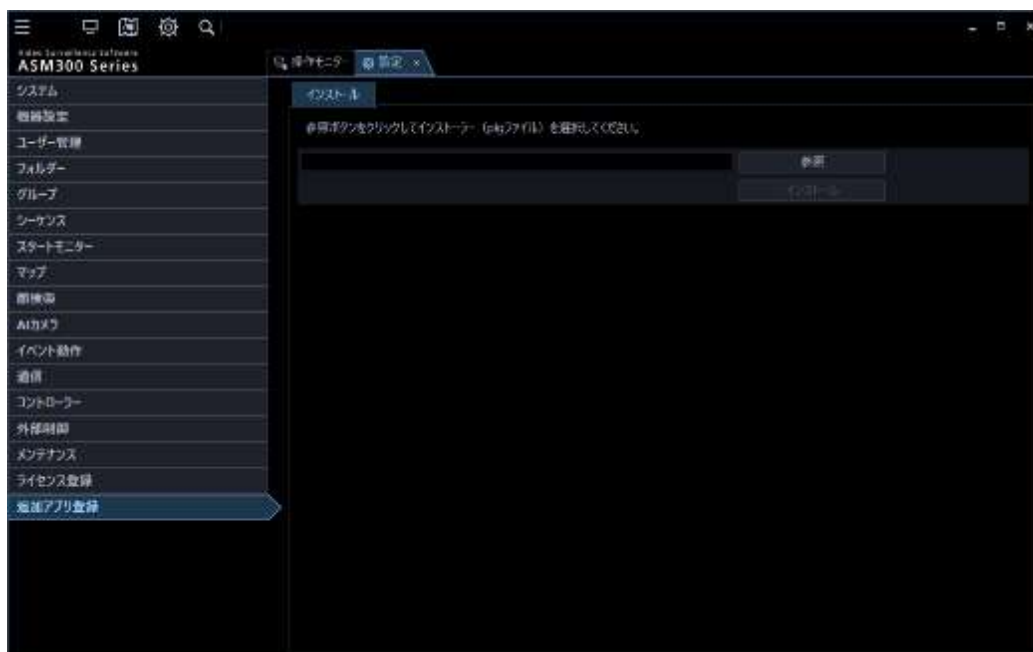 Video Surveillance Software
ASM300 Series
操作モニター
設定 ×
システム
機器設定
ユーザー管理
フォルダー
グループ
シーケンス
スタートモニター
マップ
顔検索
AIカメラ
イベント動作
通信
コントローラー
外部制御
メンテナンス
ライセンス登録
追加アプリ登録
インストール
参照ボタンをクリックしてインストーラー（pkgファイル）を選択してください。
参照
インストール